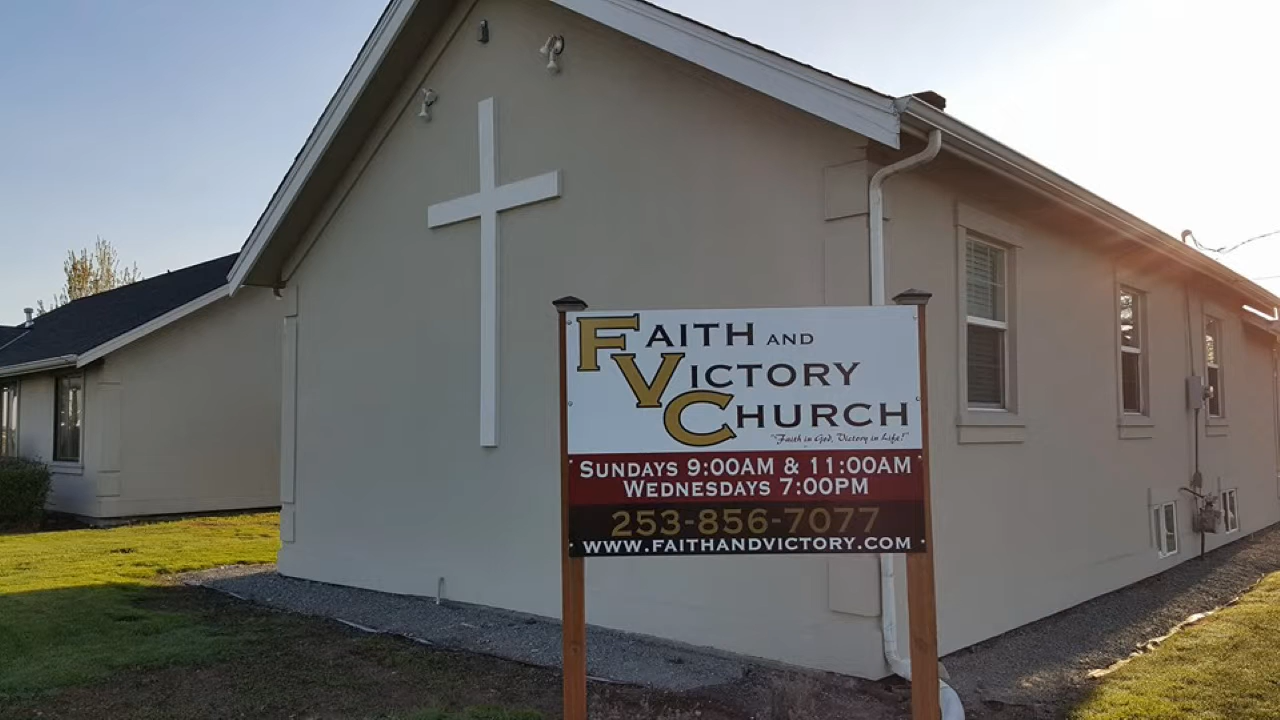 FAITH AND
VICTORY
CHURCH
"Faith in God, Victory in Life!"
SUNDAYS 9:00AM & 11:00AM
WEDNESDAYS 7:00PM
253-856-7077
WWW.FAITHANDVICTORY.COM